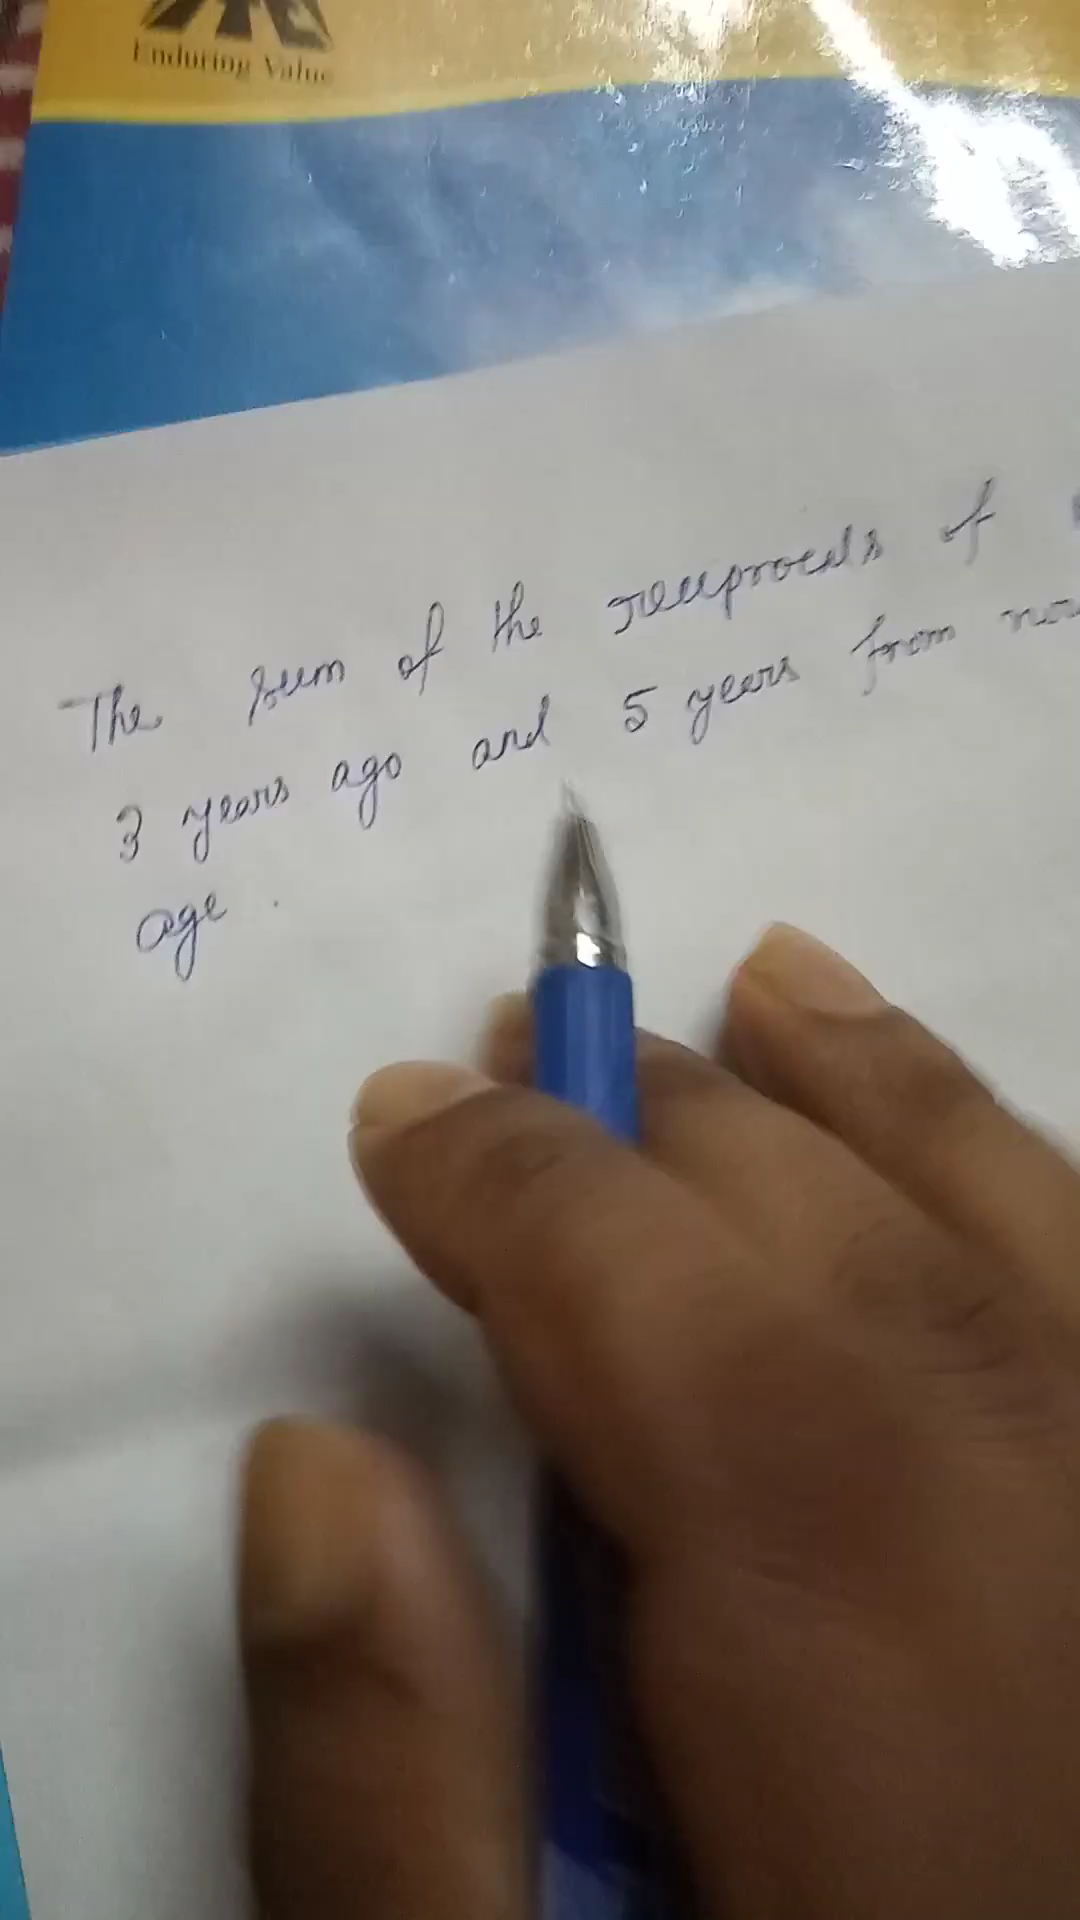 Enduring Value
The sum of the reciprocals of
3 years ago and 5 years from
age.